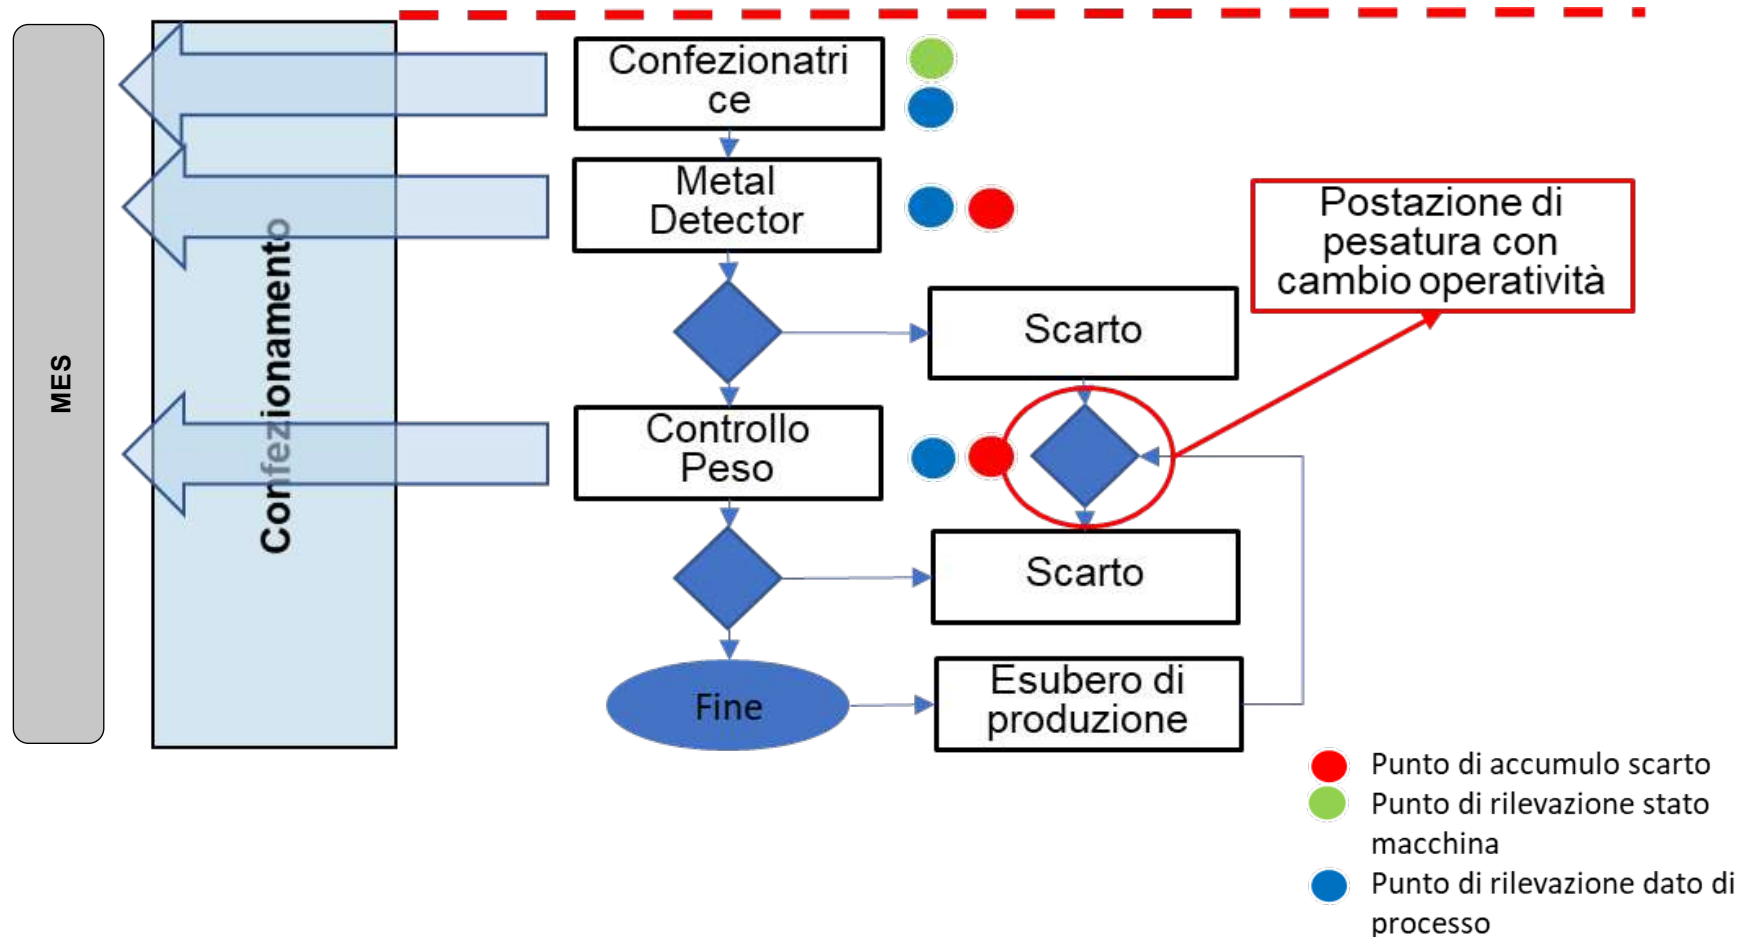 MES
Confezionamento
Confezionatri
ce
Metal
Detector
Postazione di
pesatura con
cambio operatività
Scarto
Controllo
Peso
Scarto
Fine
Esubero di
produzione
Punto di accumulo scarto
Punto di rilevazione stato
macchina
Punto di rilevazione dato di
processo